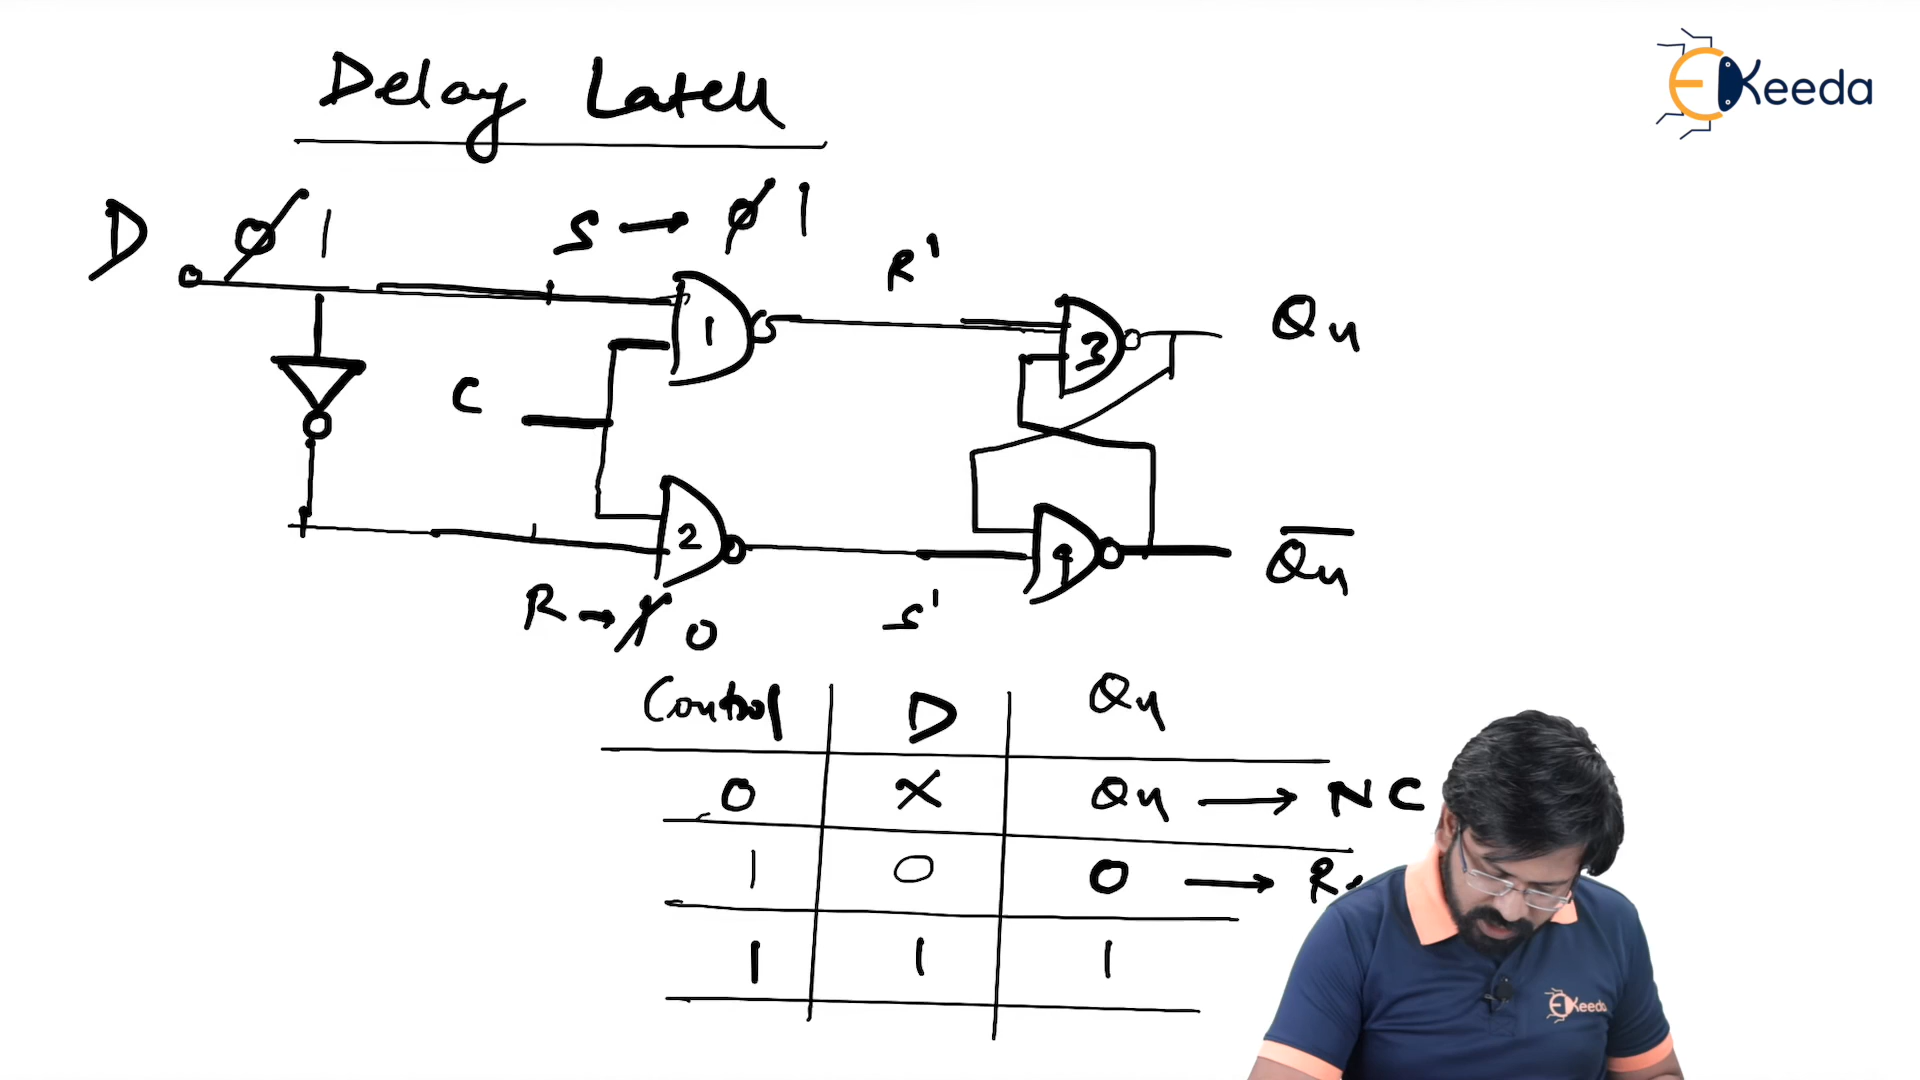 Delay Latch
EKeeda
D 0 1
S → 0 1
R'
1
3
Qn
C
2
4
Qn
R → 1 0
S'
Control D Qn
0 X Qn → NC
1 0 0 →
1 1 1
EKeeda